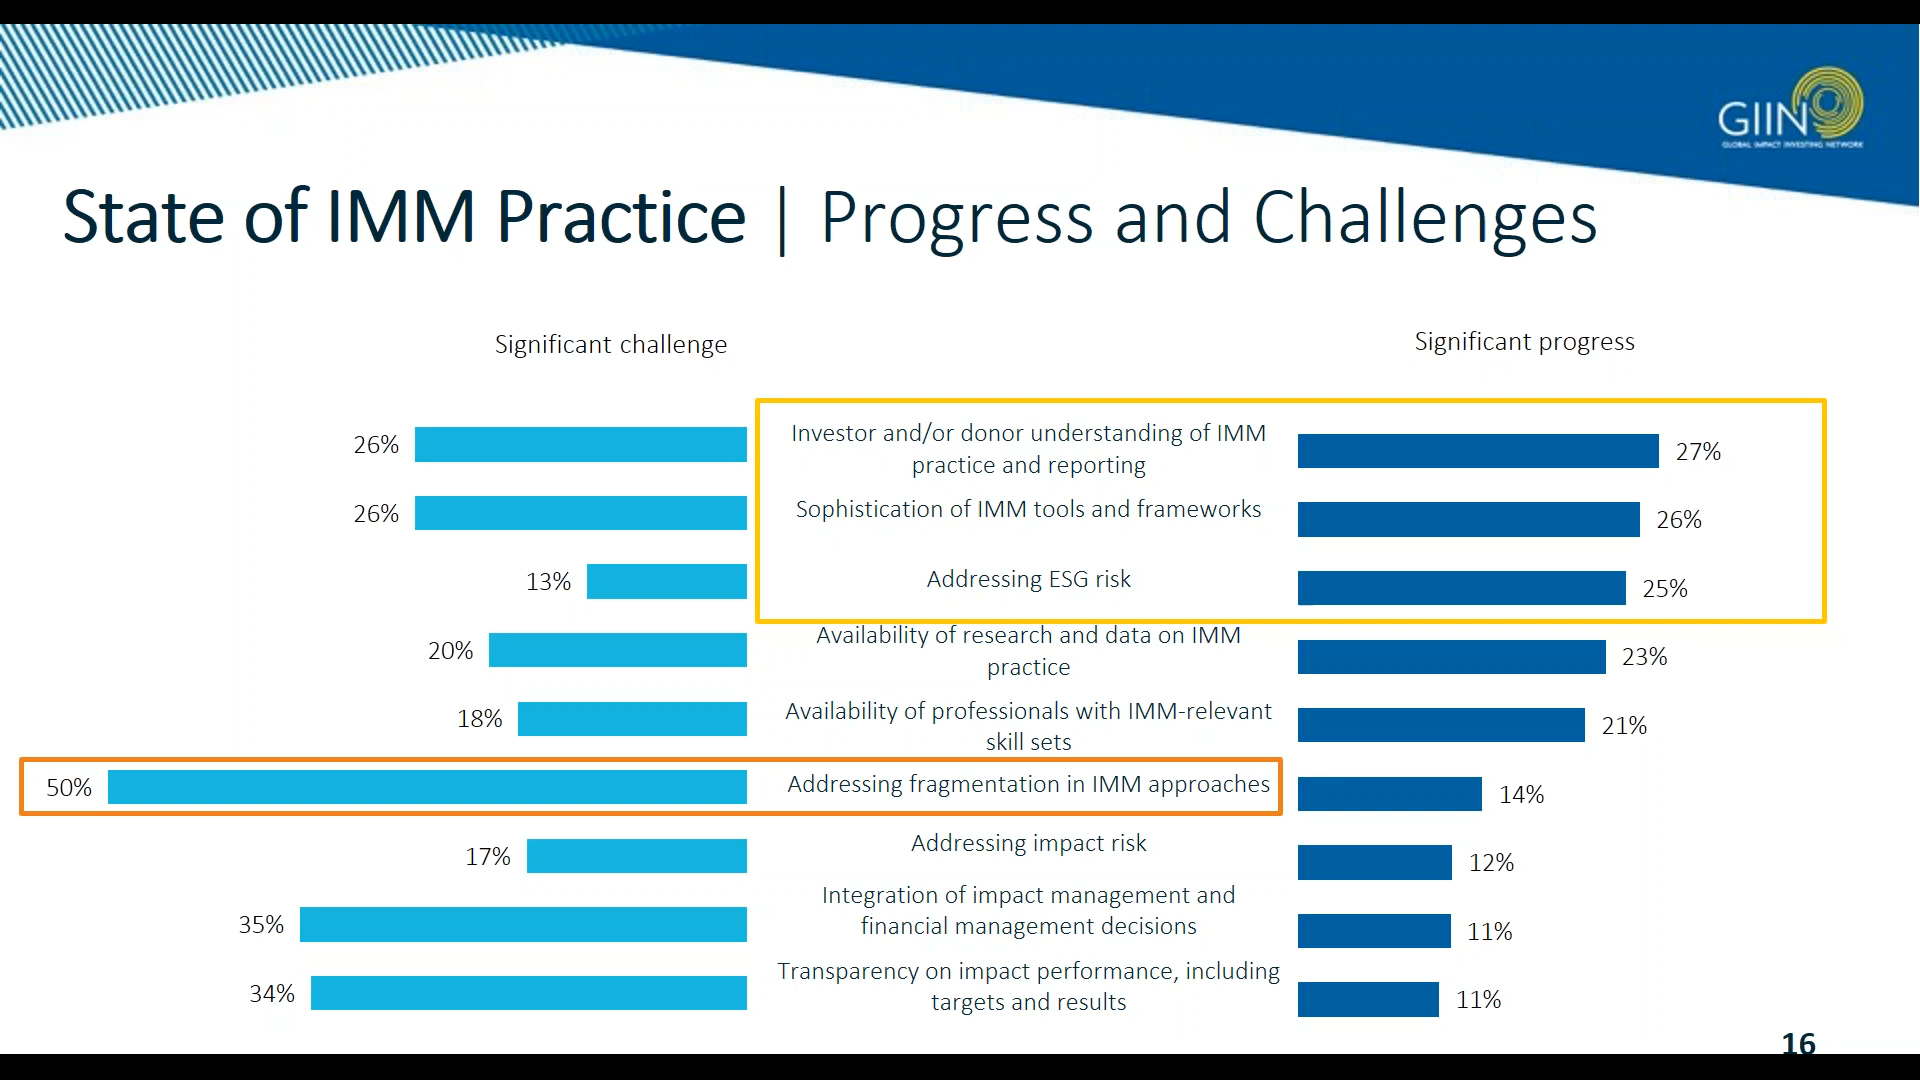 GIIN
GLOBAL IMPACT INVESTING NETWORK
State of IMM Practice | Progress and Challenges
Significant challenge
Significant progress
26%
Investor and/or donor understanding of IMM
practice and reporting
27%
26%
Sophistication of IMM tools and frameworks
26%
13%
Addressing ESG risk
25%
20%
Availability of research and data on IMM
practice
23%
18%
Availability of professionals with IMM-relevant
skill sets
21%
50%
Addressing fragmentation in IMM approaches
14%
17%
Addressing impact risk
12%
35%
Integration of impact management and
financial management decisions
11%
34%
Transparency on impact performance, including
targets and results
11%
16